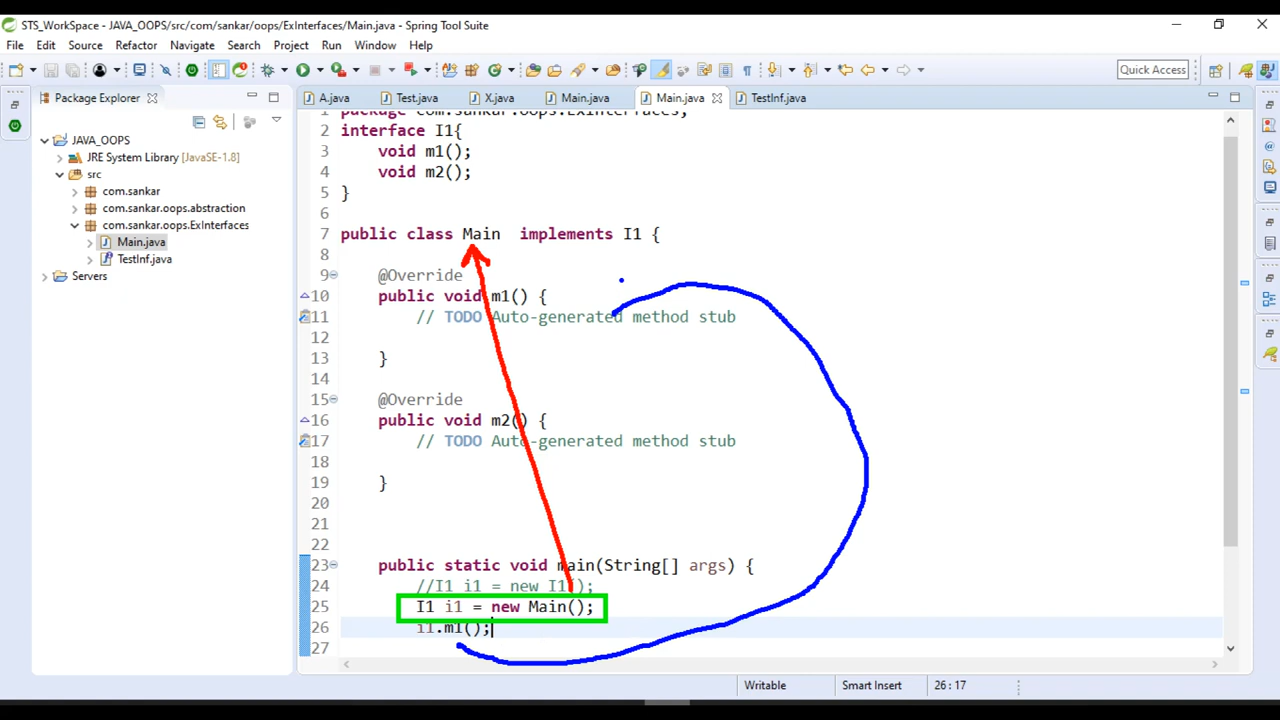 STS_WorkSpace - JAVA_OOPS/src/com/sankar/oops/ExInterfaces/Main.java - Spring Tool Suite
File Edit Source Refactor Navigate Search Project Run Window Help
Quick Access
Package Explorer
A.java Test.java X.java Main.java Main.java TestInf.java
JAVA_OOPS
JRE System Library [JavaSE-1.8]
src
com.sankar
com.sankar.oops.abstraction
com.sankar.oops.ExInterfaces
Main.java
TestInf.java
Servers
1 package com.sankar.oops.ExInterfaces;
2 interface I1{
3 void m1();
4 void m2();
5 }
6
7 public class Main  implements I1 {
8
9 @Override
10 public void m1() {
11 // TODO Auto-generated method stub
12
13 }
14
15 @Override
16 public void m2() {
17 // TODO Auto-generated method stub
18
19 }
20
21
22
23 public static void main(String[] args) {
24 //I1 i1 = new I1();
25 I1 i1 = new Main();
26 i1.m1();
27
Writable Smart Insert 26 : 17